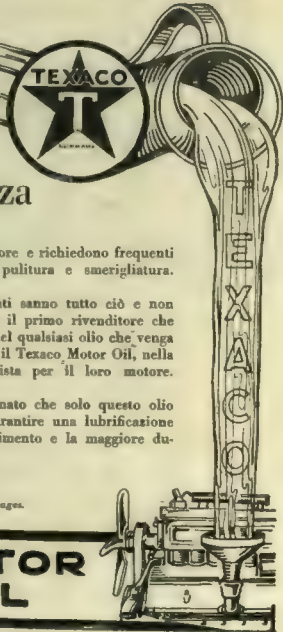 TEXACO
T
za
ore e richiedono frequenti
pulitura e smerigliatura.
ti sanno tutto ciò e non
il primo rivenditore che
el qualsiasi olio che venga
il Texaco Motor Oil, nella
ista per il loro motore.
nato che solo questo olio
arantire una lubrificazione
imento e la maggiore du-
ages.
TEXACO
TOR
L